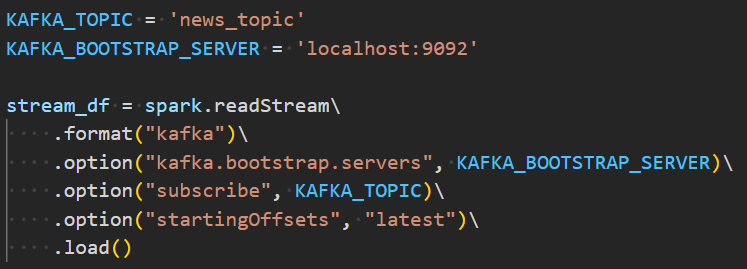 KAFKA_TOPIC = 'news_topic'
KAFKA_BOOTSTRAP_SERVER = 'localhost:9092'

stream_df = spark.readStream\
    .format("kafka")\
    .option("kafka.bootstrap.servers", KAFKA_BOOTSTRAP_SERVER)\
    .option("subscribe", KAFKA_TOPIC)\
    .option("startingOffsets", "latest")\
    .load()